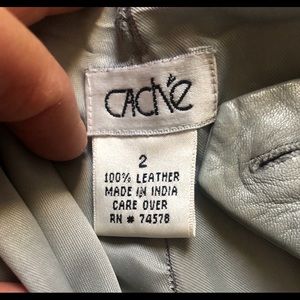 CACHÉ
2
100% LEATHER
MADE IN INDIA
CARE OVER
RN # 74578